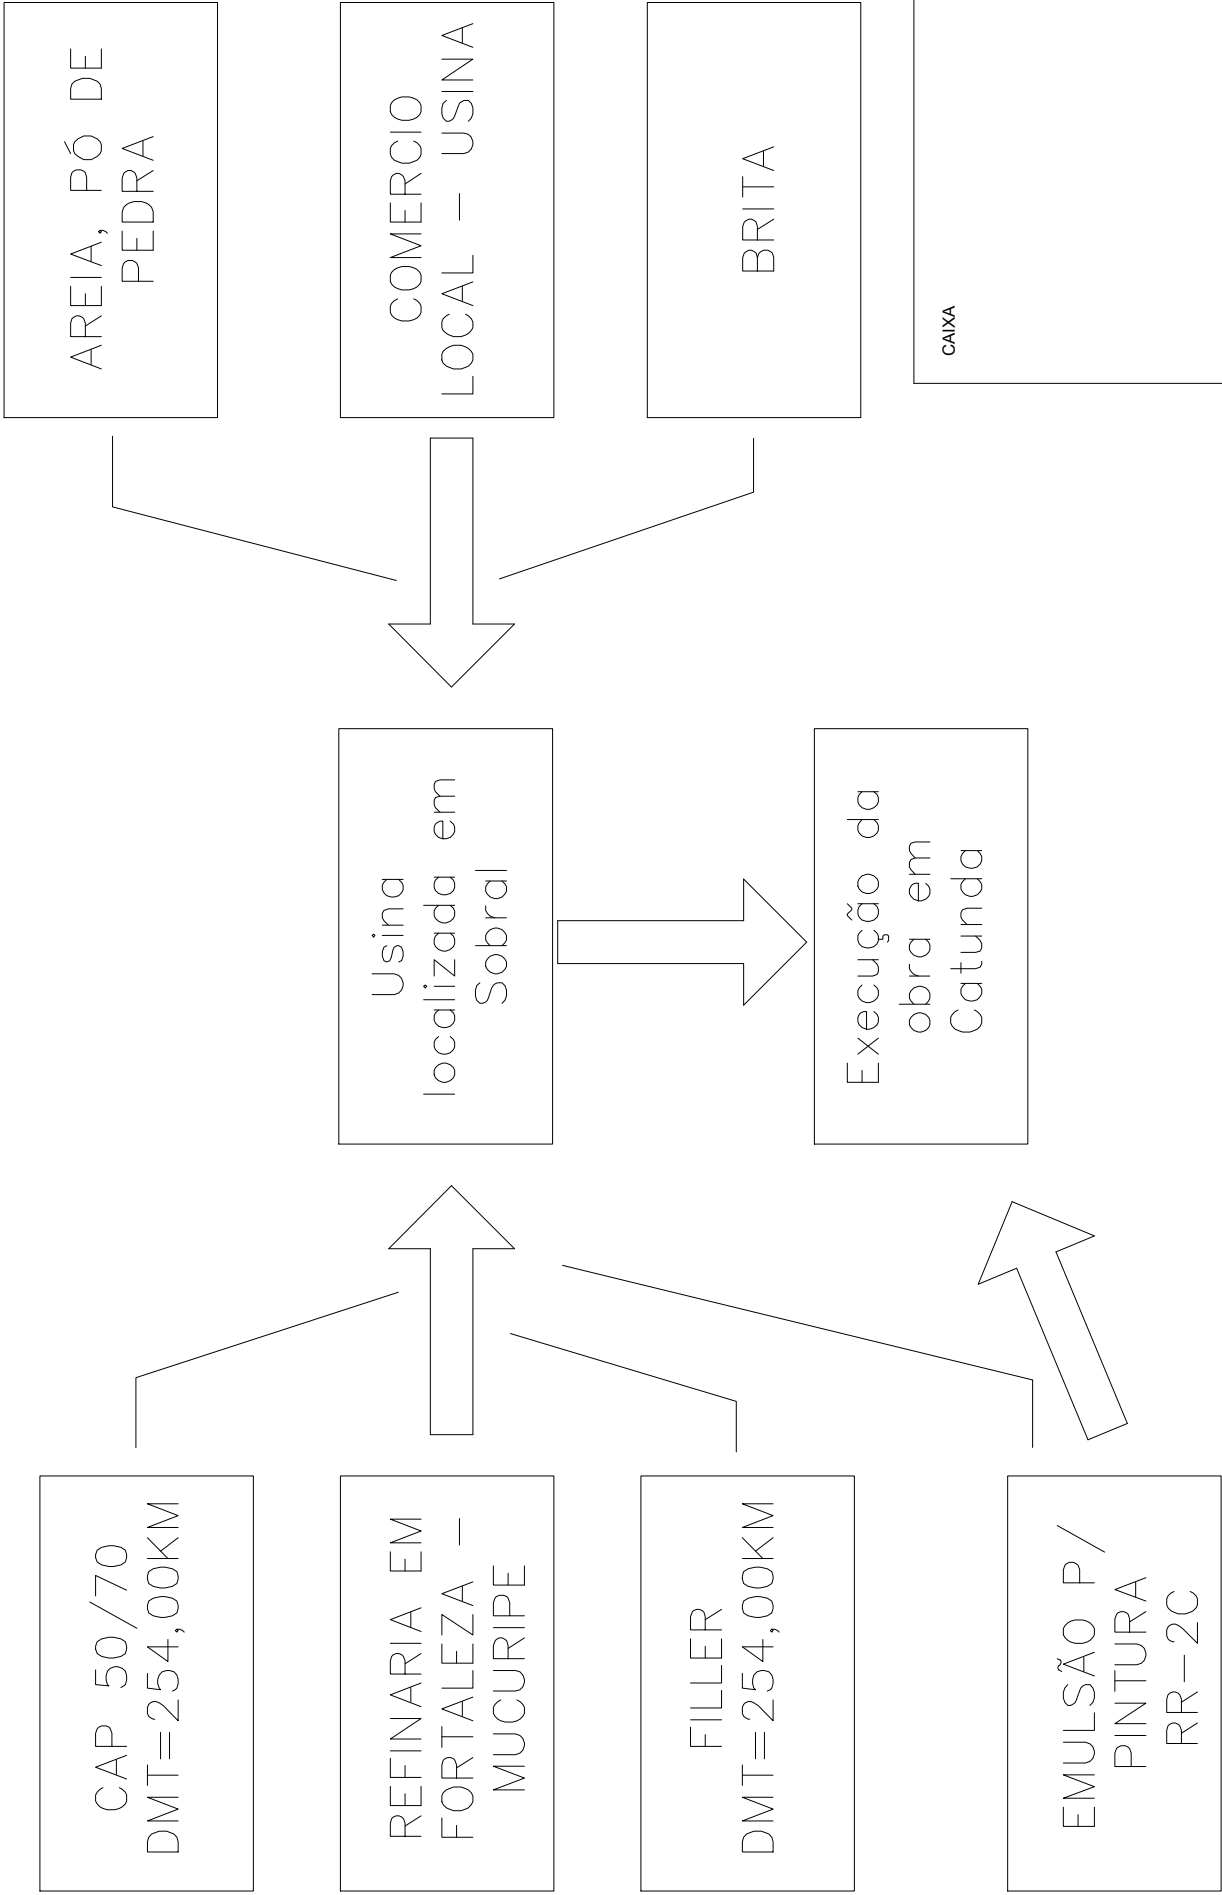 CAP 50/70
DMT=254,00KM
REFINARIA EM
FORTALEZA -
MUCURIPE
FILLER
DMT=254,00KM
EMULSÃO P/
PINTURA
RR-2C
Usina
localizada em
Sobral
Execução da
obra em
Catunda
AREIA, PÓ DE
PEDRA
COMERCIO
LOCAL - USINA
BRITA
CAIXA